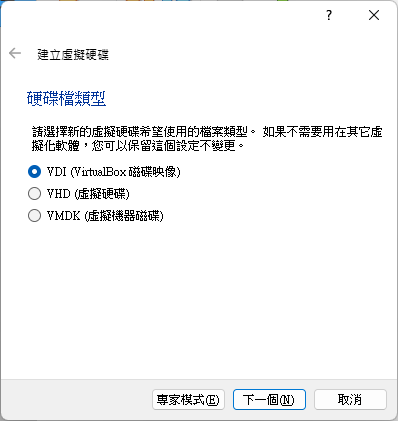 ?
建立虛擬硬碟
硬碟檔類型
請選擇新的虛擬硬碟希望使用的檔案類型。 如果不需要用在其它虛
擬化軟體，您可以保留這個設定不變更。
VDI (VirtualBox 磁碟映像)
VHD (虛擬硬碟)
VMDK (虛擬機器磁碟)
專家模式(E) 下一個(N) 取消